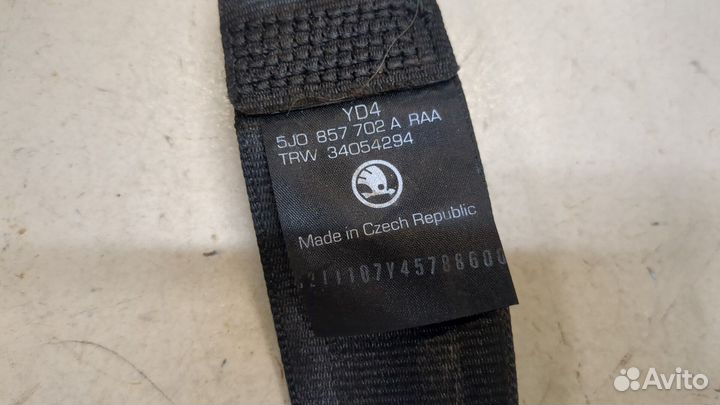 YD4
5J0 857 702 A RAA
TRW 34054294
Made in Czech Republic
Avito